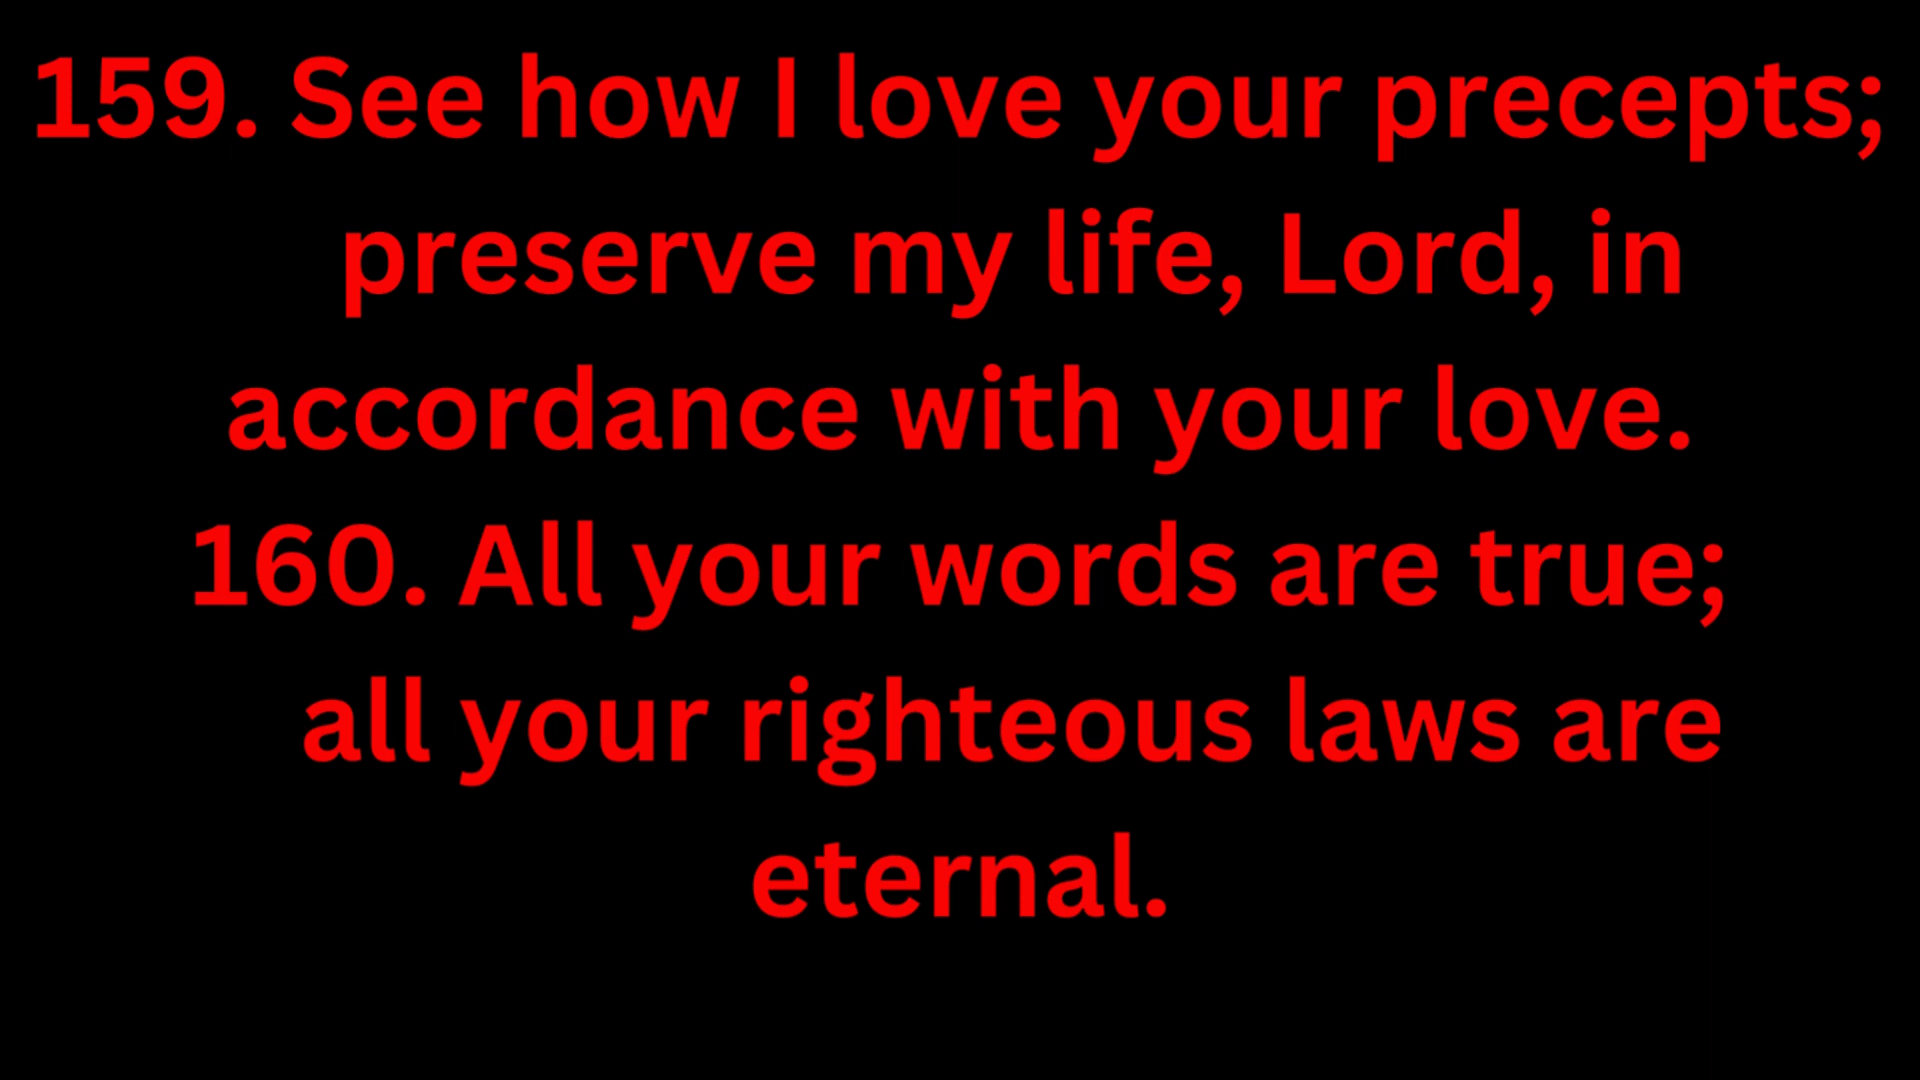 159. See how I love your precepts;
preserve my life, Lord, in
accordance with your love.
160. All your words are true;
all your righteous laws are
eternal.